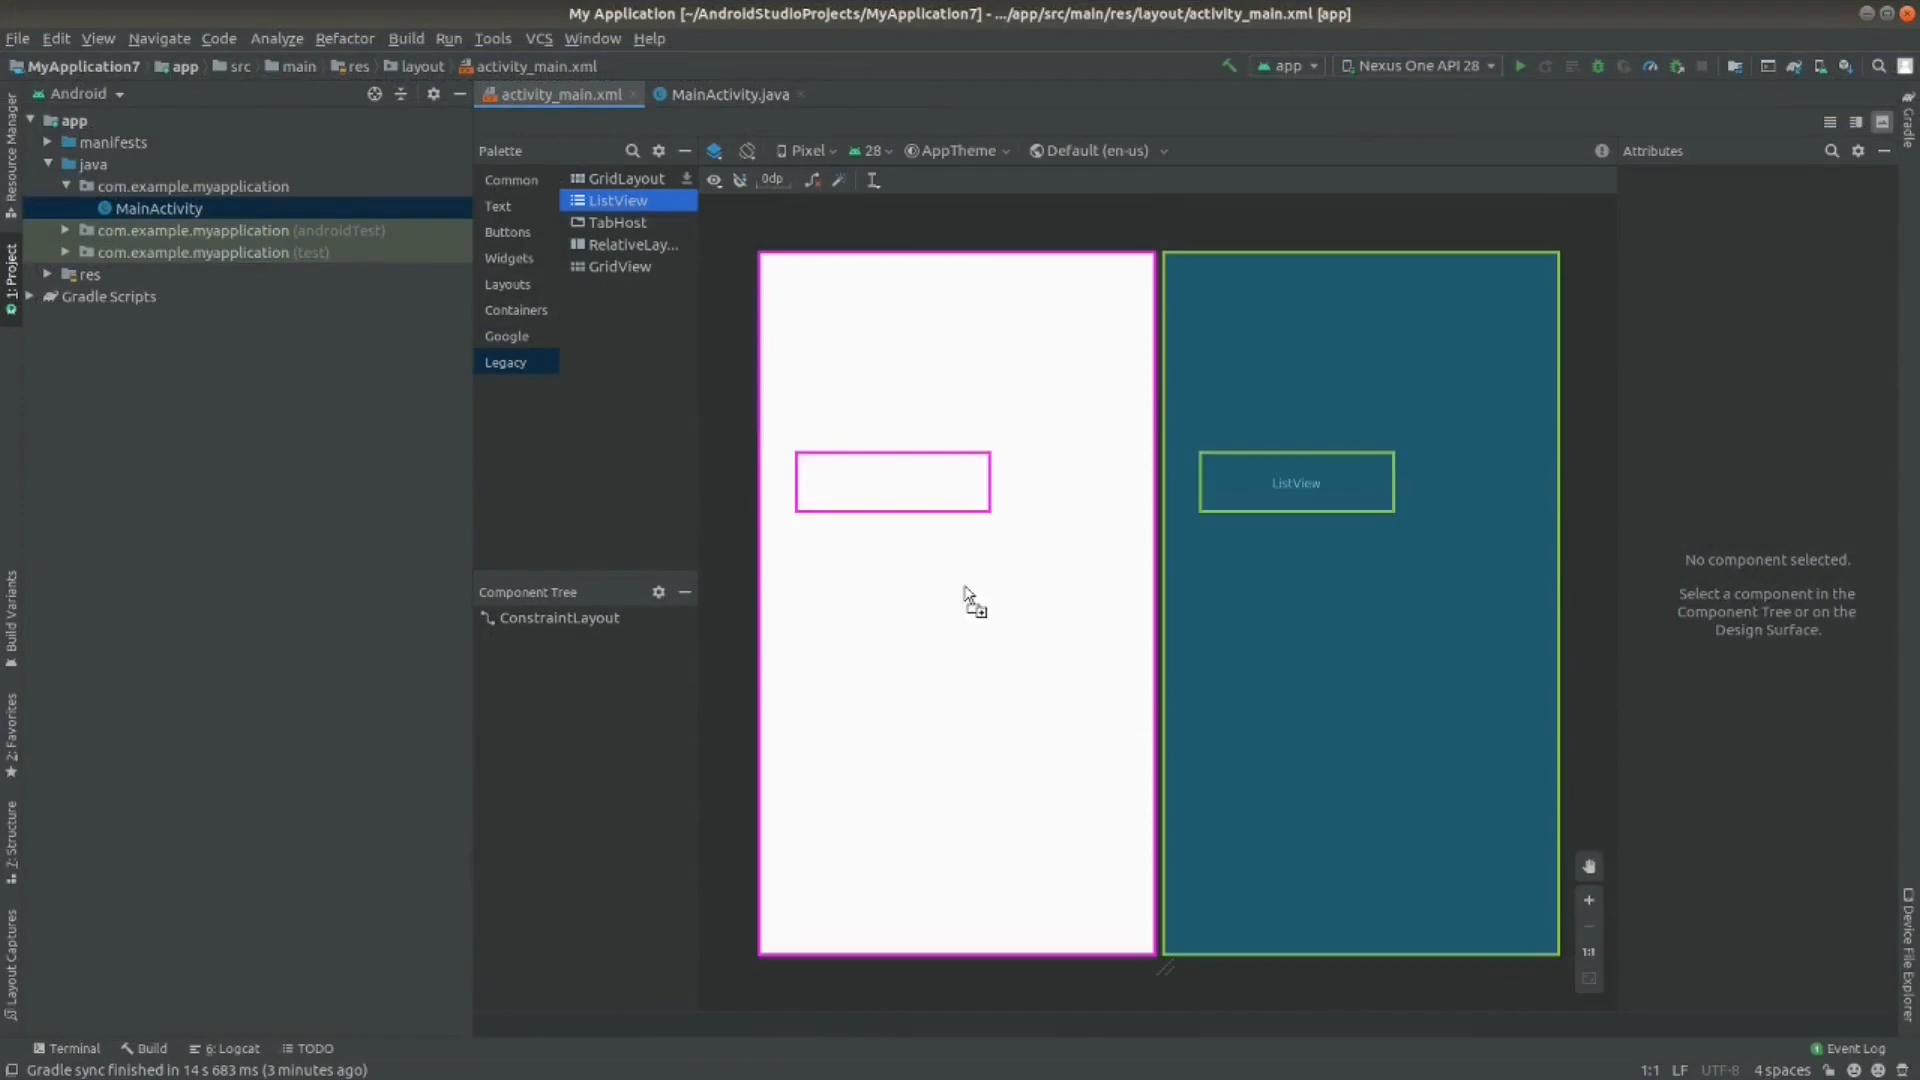 My Application [~/AndroidStudioProjects/MyApplication7] - .../app/src/main/res/layout/activity_main.xml [app]
File Edit View Navigate Code Analyze Refactor Build Run Tools VCS Window Help
MyApplication7 app src main res layout activity_main.xml app Nexus One API 28
Android
activity_main.xml MainActivity.java
app
manifests
java
com.example.myapplication
MainActivity
com.example.myapplication (androidTest)
com.example.myapplication (test)
res
Gradle Scripts
Resource Manager
1: Project
Build Variants
2: Favorites
7: Structure
Layout Captures
Palette
Common
Text
Buttons
Widgets
Layouts
Containers
Google
Legacy
GridLayout
ListView
TabHost
RelativeLay...
GridView
Component Tree
ConstraintLayout
Pixel 28 AppTheme Default (en-us)
0dp
ListView
1:1
Attributes
No component selected.
Select a component in the
Component Tree or on the
Design Surface.
Gradle
Device File Explorer
Terminal Build 6: Logcat TODO
1 Event Log
Gradle sync finished in 14 s 683 ms (3 minutes ago)
1:1 LF UTF-8 4 spaces